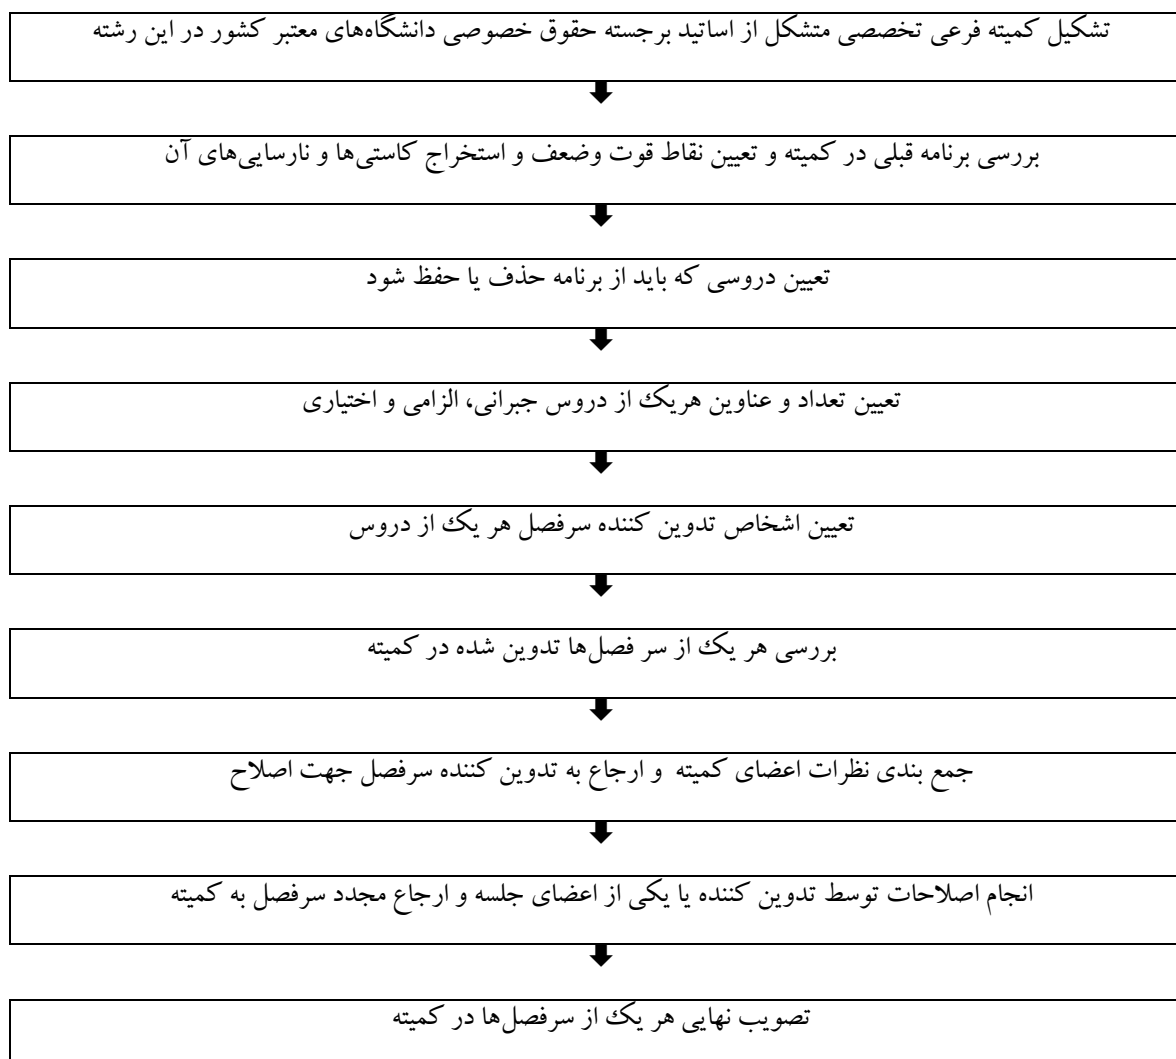 تشکیل کمیته فرعی تخصصی متشکل از اساتید برجسته حقوق خصوصی دانشگاه‌های معتبر کشور در این رشته
بررسی برنامه قبلی در کمیته و تعیین نقاط قوت وضعف و استخراج کاستی‌ها و نارسایی‌های آن
تعیین دروسی که باید از برنامه حذف یا حفظ شود
تعیین تعداد و عناوین هریک از دروس جبرانی، الزامی و اختیاری
تعیین اشخاص تدوین کننده سرفصل هر یک از دروس
بررسی هر یک از سر فصل‌ها تدوین شده در کمیته
جمع بندی نظرات اعضای کمیته و ارجاع به تدوین کننده سرفصل جهت اصلاح
انجام اصلاحات توسط تدوین کننده یا یکی از اعضای جلسه و ارجاع مجدد سرفصل به کمیته
تصویب نهایی هر یک از سرفصل‌ها در کمیته